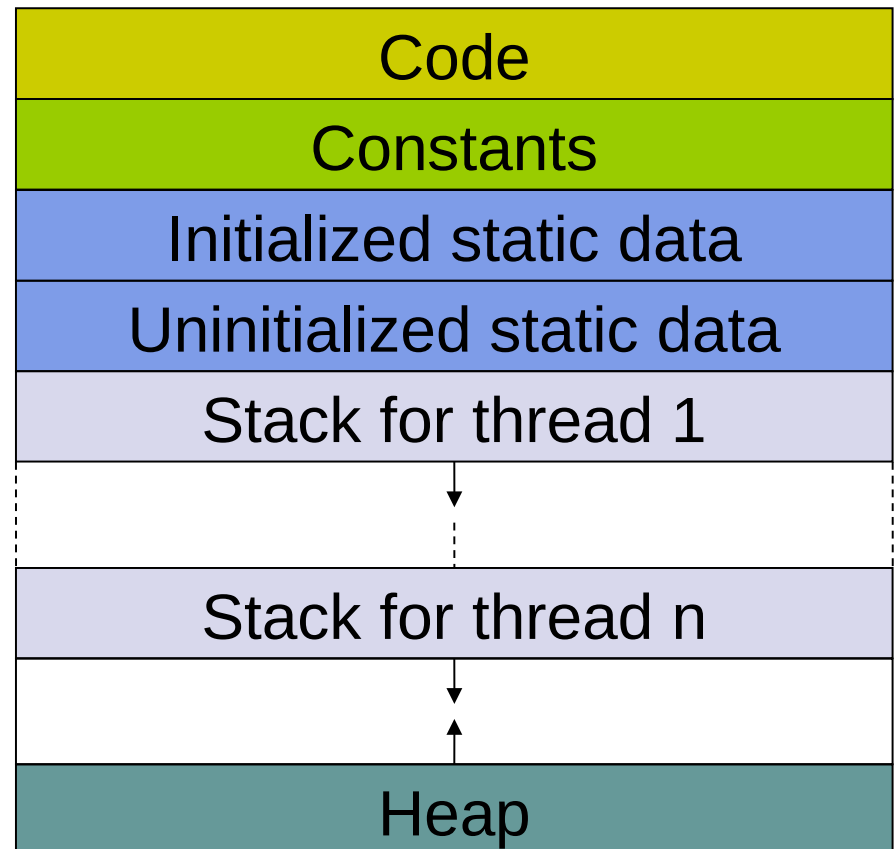 Code
Constants
Initialized static data
Uninitialized static data
Stack for thread 1
Stack for thread n
Heap